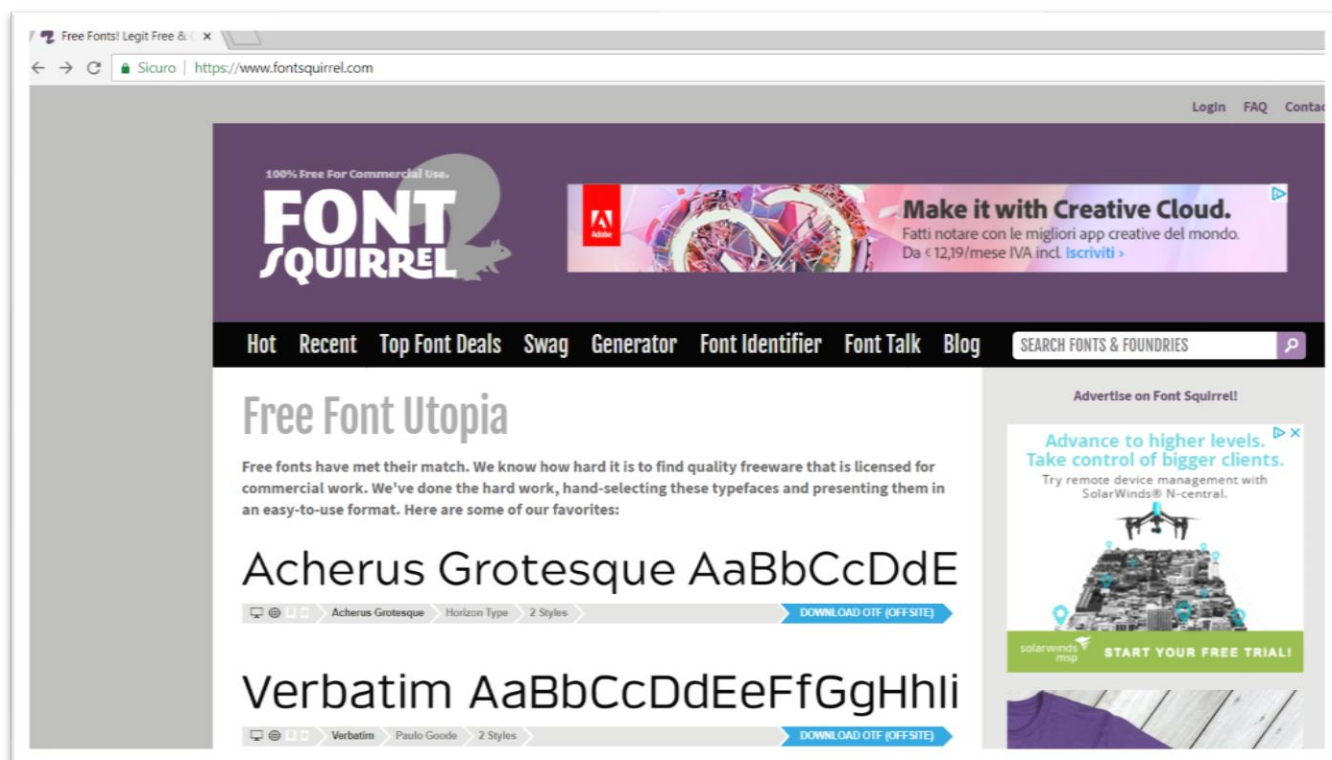 Free Fonts! Legit Free &
Sicuro | https://www.fontsquirrel.com
Login FAQ Contac
100% Free For Commercial Use.
FONT
SQUIRREL
Adobe
Make it with Creative Cloud.
Fatti notare con le migliori app creative del mondo.
Da € 12,19/mese IVA incl. Iscriviti ›
Hot Recent Top Font Deals Swag Generator Font Identifier Font Talk Blog SEARCH FONTS & FOUNDRIES
Free Font Utopia
Free fonts have met their match. We know how hard it is to find quality freeware that is licensed for
commercial work. We've done the hard work, hand-selecting these typefaces and presenting them in
an easy-to-use format. Here are some of our favorites:
Acherus Grotesque AaBbCcDdE
Acherus Grotesque Horizon Type 2 Styles DOWNLOAD OTF (OFFSITE)
Verbatim AaBbCcDdEeFfGgHhIi
Verbatim Paulo Goode 2 Styles DOWNLOAD OTF (OFFSITE)
Advertise on Font Squirrel!
Advance to higher levels.
Take control of bigger clients.
Try remote device management with
SolarWinds® N-central.
solarwinds
msp
START YOUR FREE TRIAL!